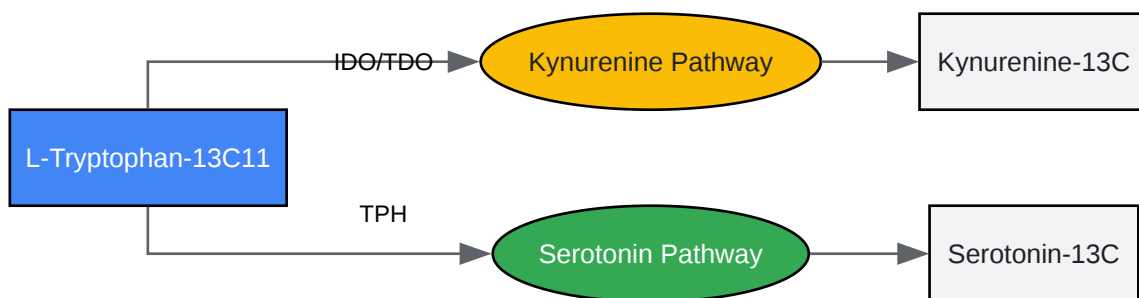 IDO/TDO
Kynurenine Pathway
Kynurenine-13C
L-Tryptophan-13C11
TPH
Serotonin Pathway
Serotonin-13C